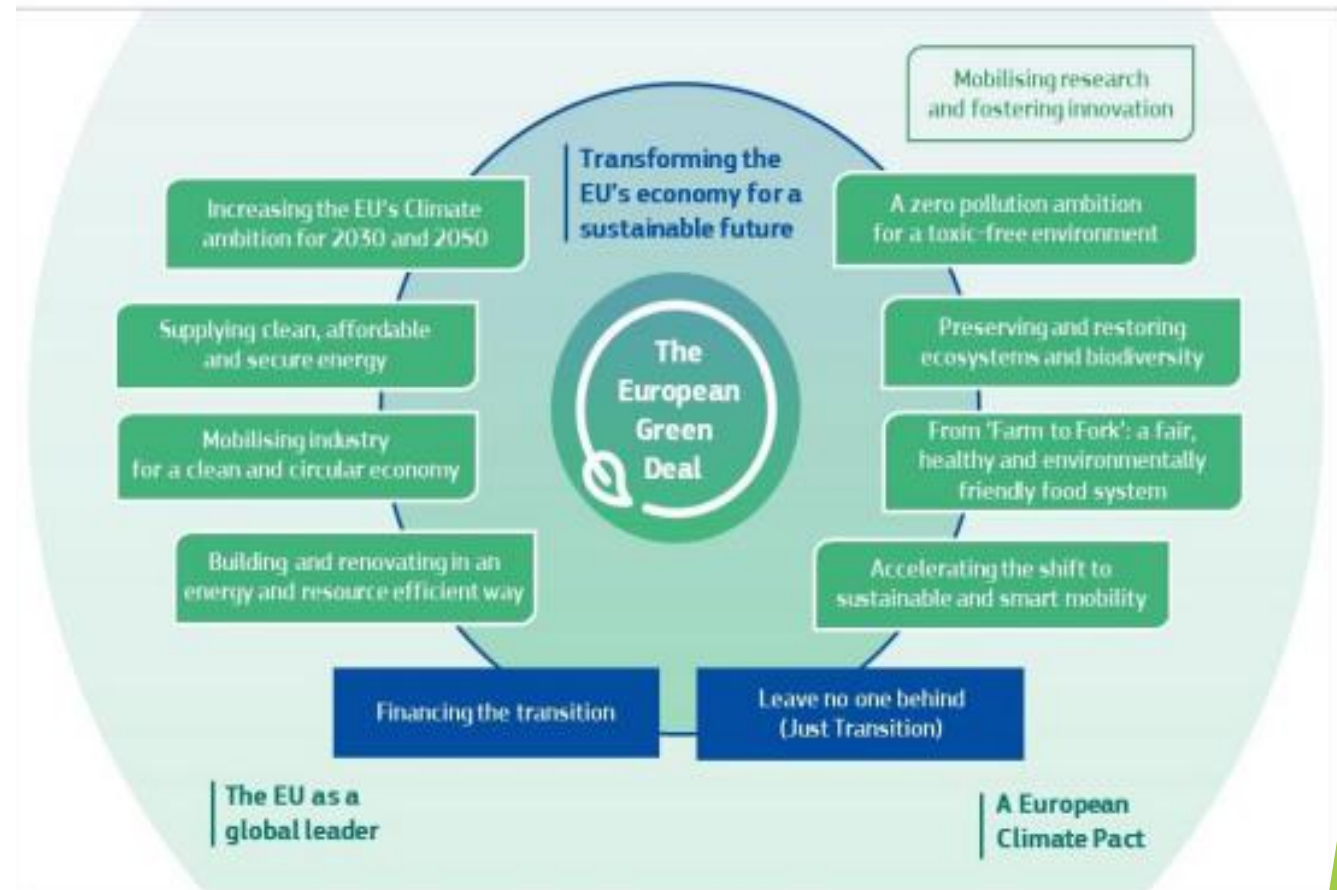 Mobilising research
and fostering innovation
Transforming the
EU's economy for a
sustainable future
Increasing the EU's Climate
ambition for 2030 and 2050
A zero pollution ambition
for a toxic-free environment
Supplying clean, affordable
and secure energy
Preserving and restoring
ecosystems and biodiversity
The
European
Green
Deal
Mobilising industry
for a clean and circular economy
From 'Farm to Fork': a fair,
healthy and environmentally
friendly food system
Building and renovating in an
energy and resource efficient way
Accelerating the shift to
sustainable and smart mobility
Financing the transition
Leave no one behind
(Just Transition)
The EU as a
global leader
A European
Climate Pact